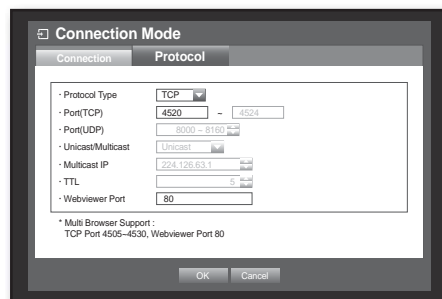 Connection Mode
Connection Protocol
· Protocol Type TCP
· Port(TCP) 4520 ~ 4524
· Port(UDP) 8000 ~ 8160
· Unicast/Multicast Unicast
· Multicast IP 224.126.63.1
· TTL 5
· Webviewer Port 80
* Multi Browser Support :
TCP Port 4505~4530, Webviewer Port 80
OK Cancel